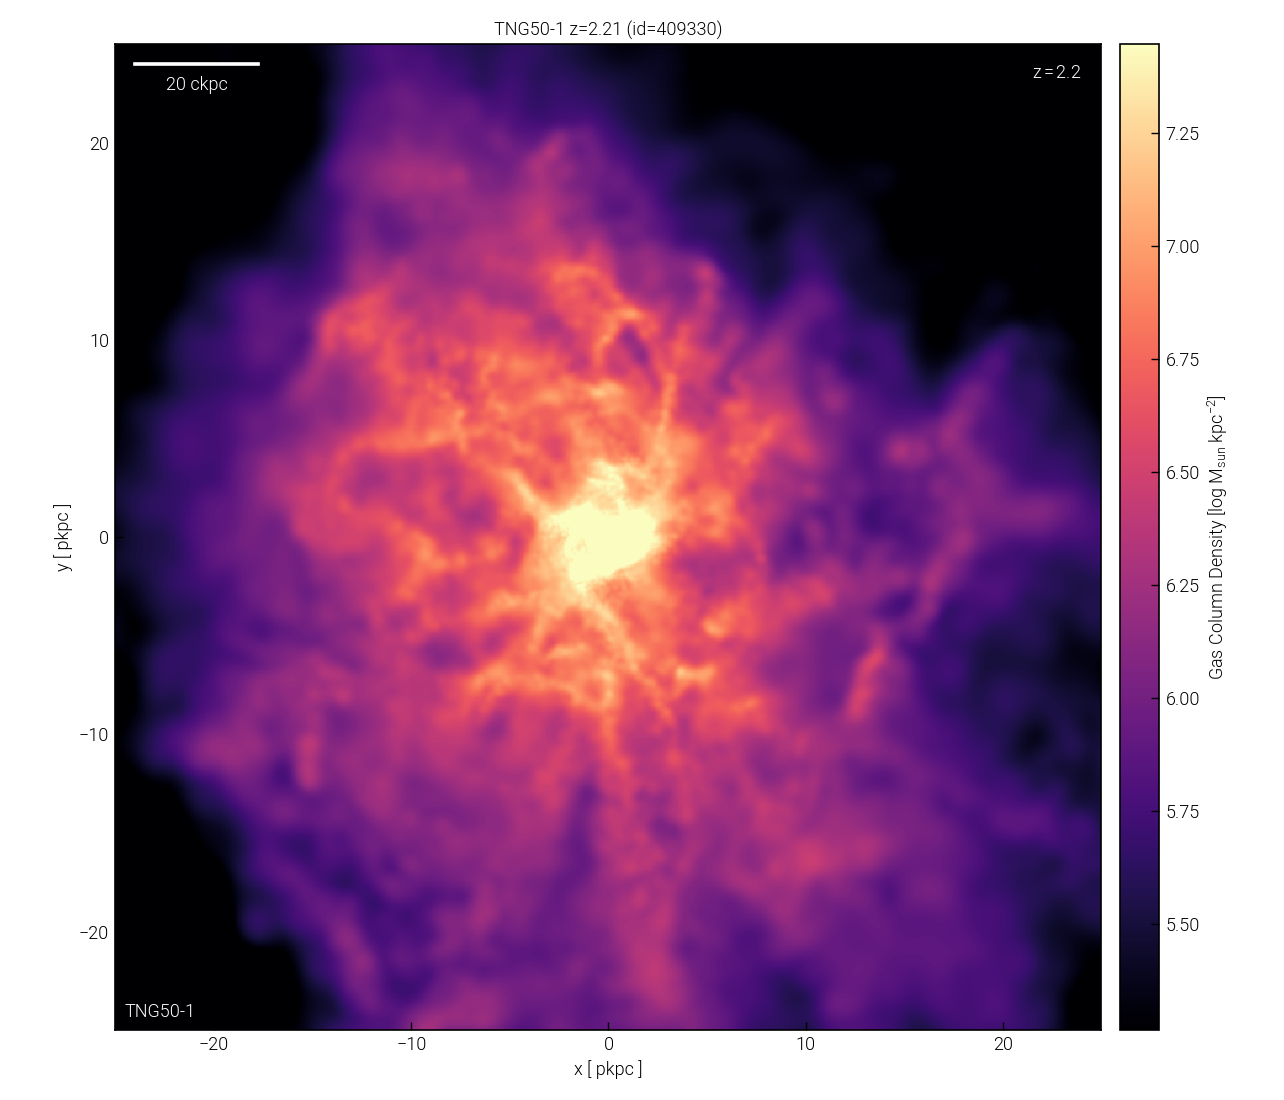 TNG50-1 z=2.21 (id=409330)
20 ckpc
z=2.2
TNG50-1
y [ pkpc ]
20
10
0
−10
−20
−20
−10
0
10
20
x [ pkpc ]
7.25
7.00
6.75
6.50
6.25
6.00
5.75
5.50
Gas Column Density [log M_sun kpc^−2]